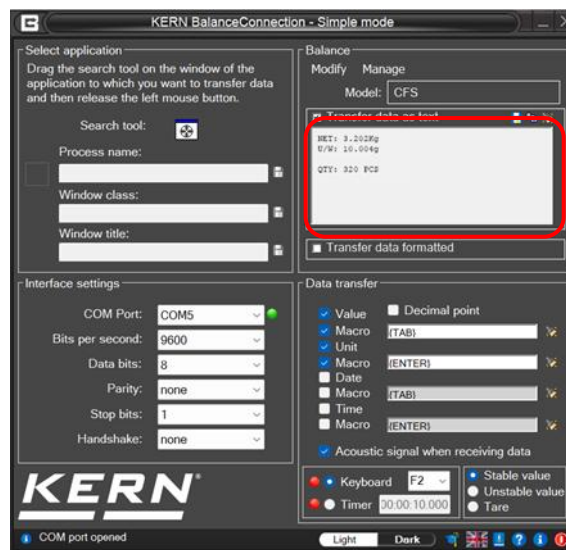 KERN BalanceConnection - Simple mode
Select application
Drag the search tool on the window of the
application to which you want to transfer data
and then release the left mouse button.
Search tool:
Process name:
Window class:
Window title:
Balance
Modify Manage
Model: CFS
Transfer data as text
NET: 3.202Kg
U/W: 10.004g
QTY: 320 PCS
Transfer data formatted
Interface settings
COM Port: COM5
Bits per second: 9600
Data bits: 8
Parity: none
Stop bits: 1
Handshake: none
KERN
Data transfer
Value Decimal point
Macro {TAB}
Unit
Macro {ENTER}
Date
Macro {TAB}
Time
Macro {ENTER}
Acoustic signal when receiving data
Keyboard F2
Timer 00:00:10.000
Stable value
Unstable value
Tare
COM port opened
Light Dark